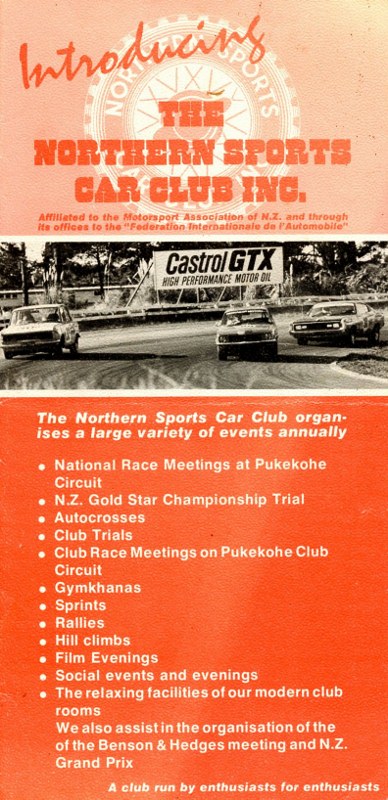 Introducing
NORTHERN SPORTS
THE
NORTHERN SPORTS
CAR CLUB INC.
Affiliated to the Motorsport Association of N.Z. and through
its offices to the "Federation Internationale de l'Automobile"
Castrol GTX
HIGH PERFORMANCE MOTOR OIL
The Northern Sports Car Club organ-
ises a large variety of events annually
• National Race Meetings at Pukekohe
Circuit
• N.Z. Gold Star Championship Trial
• Autocrosses
• Club Trials
• Club Race Meetings on Pukekohe Club
Circuit
• Gymkhanas
• Sprints
• Rallies
• Hill climbs
• Film Evenings
• Social events and evenings
• The relaxing facilities of our modern club
rooms
We also assist in the organisation of the
of the Benson & Hedges meeting and N.Z.
Grand Prix
A club run by enthusiasts for enthusiasts